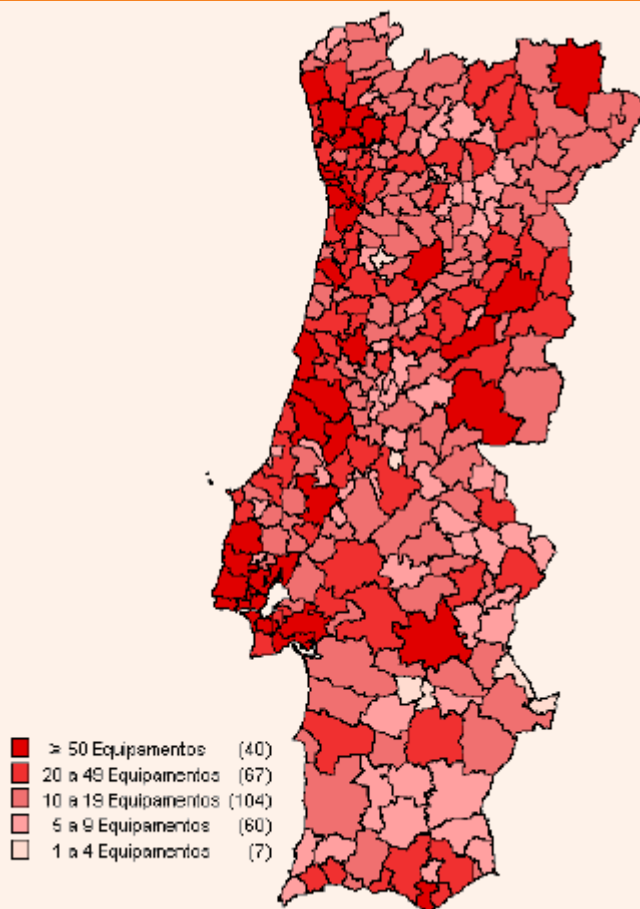 ≥ 50 Equipamentos (40)
20 a 49 Equipamentos (67)
10 a 19 Equipamentos (104)
5 a 9 Equipamentos (60)
1 a 4 Equipamentos (7)